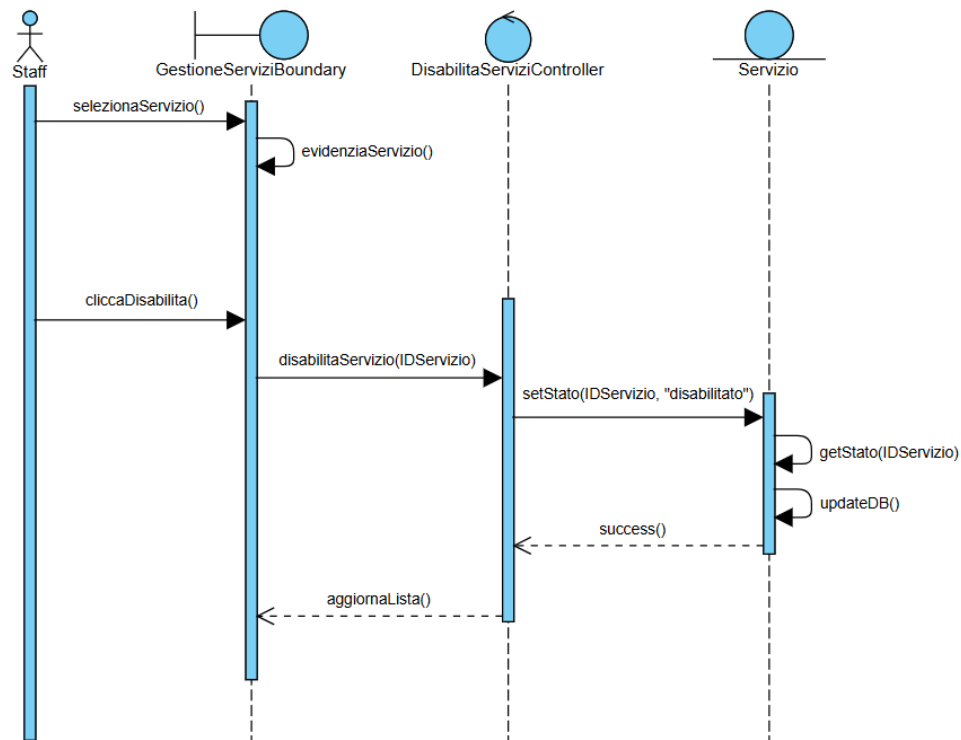 Staff
GestioneServiziBoundary
DisabilitaServiziController
Servizio
selezionaServizio()
evidenziaServizio()
cliccaDisabilita()
disabilitaServizio(IDServizio)
setStato(IDServizio, "disabilitato")
getStato(IDServizio)
updateDB()
success()
aggiornaLista()